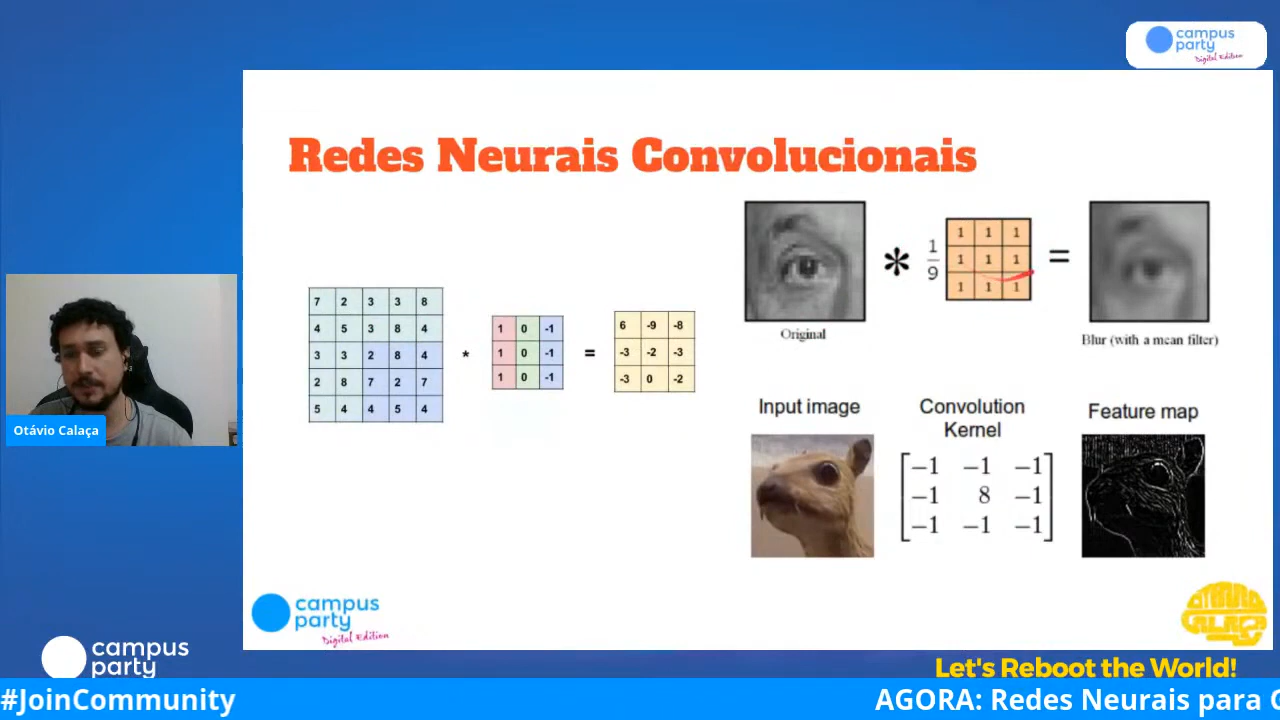 campus
party
Digital Edition
Redes Neurais Convolucionais
7 2 3 3 8
4 5 3 8 4
3 3 2 8 4
2 8 7 2 7
5 4 4 5 4
*
1 0 -1
1 0 -1
1 0 -1
=
6 -9 -8
-3 -2 -3
-3 0 -2
Original
*
1
9
1 1 1
1 1 1
1 1 1
=
Blur (with a mean filter)
Input image
Convolution
Kernel
−1 −1 −1
−1 8 −1
−1 −1 −1
Feature map
Otávio Calaça
campus
party
Digital Edition
OTÁVIO
CALAÇA
campus
party
Let's Reboot the World!
#JoinCommunity
AGORA: Redes Neurais para C